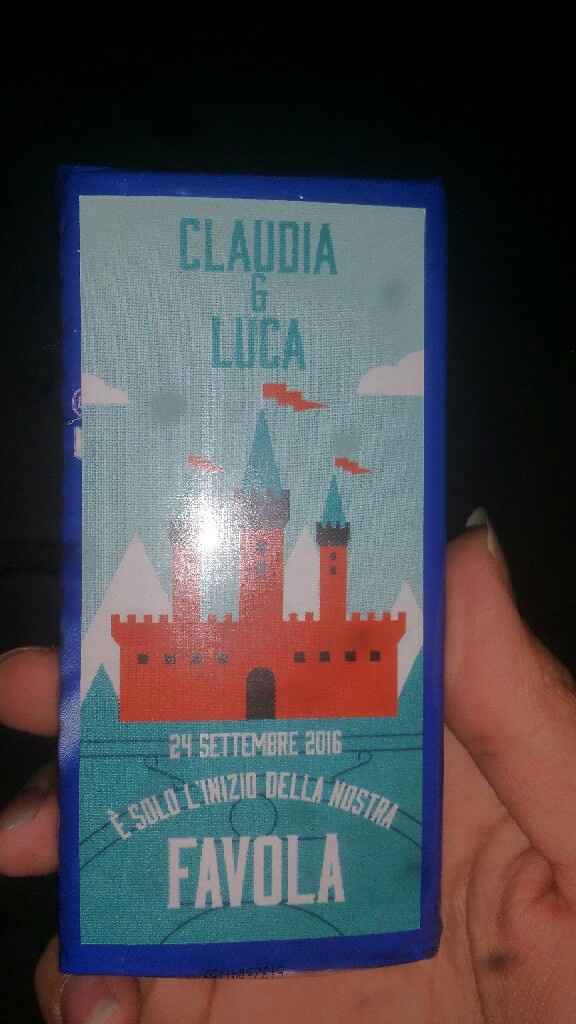 CLAUDIA
&
LUCA
24 SETTEMBRE 2016
È SOLO L'INIZIO DELLA NOSTRA
FAVOLA